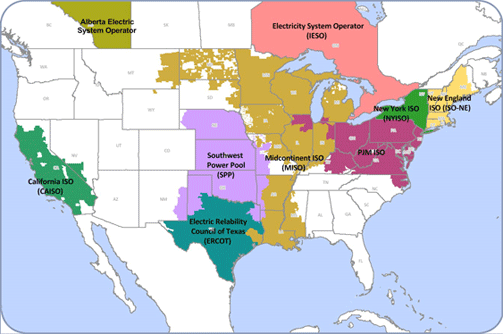 Alberta Electric
System Operator
Electricity System Operator
(IESO)
New England
ISO (ISO-NE)
New York ISO
(NYISO)
Midcontinent ISO
(MISO)
PJM ISO
Southwest
Power Pool
(SPP)
California ISO
(CAISO)
Electric Relability
Council of Texas
(ERCOT)